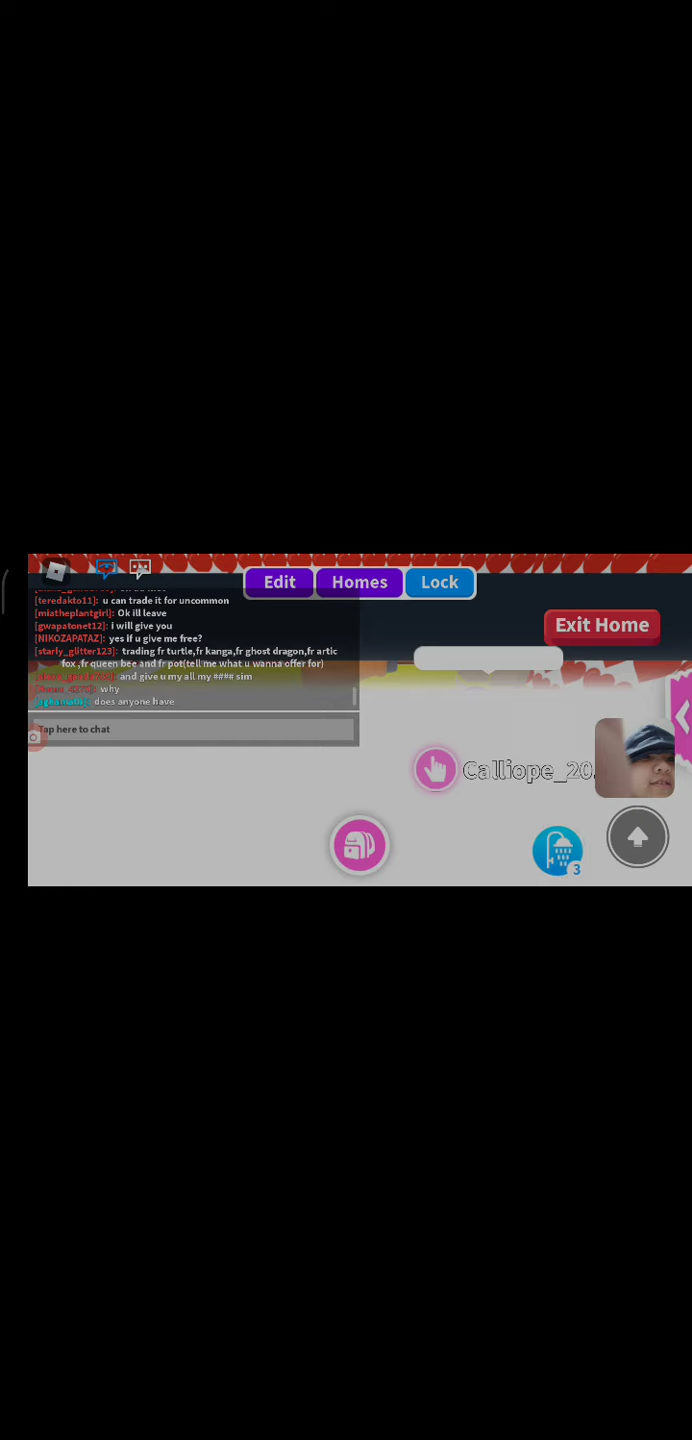 Edit Homes Lock
[teredakto11]: u can trade it for uncommon
[miatheplantgirl]: Ok ill leave
[gwapatonet12]: i will give you
[NIKOZAPATAZ]: yes if u give me free?
[starly_glitter123]: trading fr turtle,fr kanga,fr ghost dragon,fr artic
fox ,fr queen bee and fr pot(tell me what u wanna offer for)
and give u my all my #### sim
why
does anyone have
Exit Home
Tap here to chat
Calliope_20
3